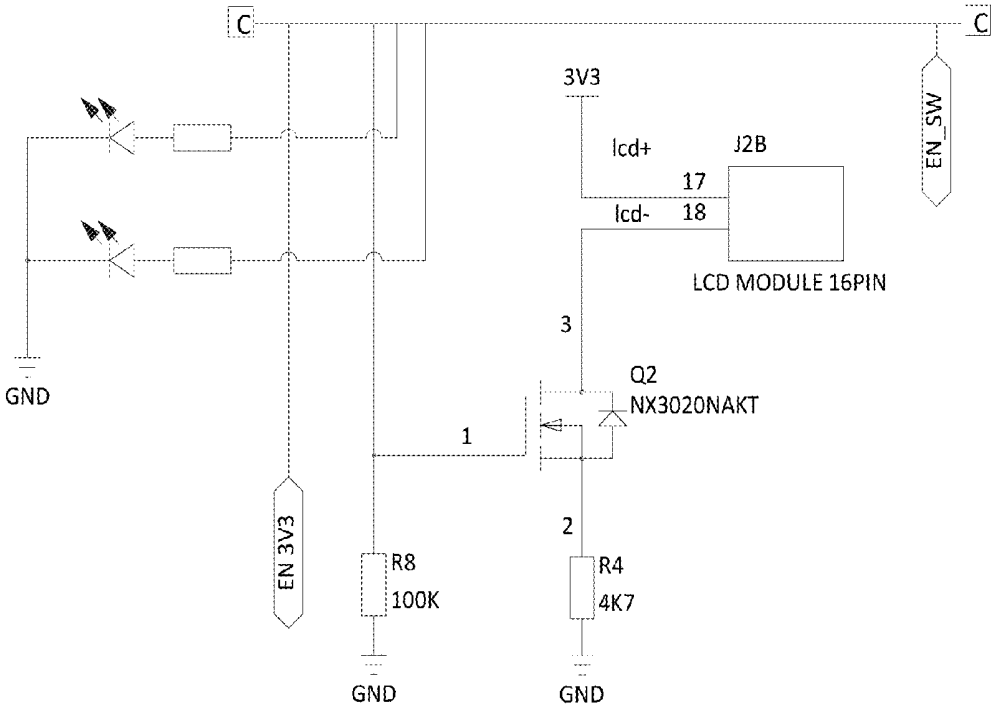 C
C
3V3
EN_SW
lcd+
J2B
17
lcd-
18
LCD MODULE 16PIN
3
GND
Q2
NX3020NAKT
1
EN 3V3
2
R8
100K
R4
4K7
GND
GND